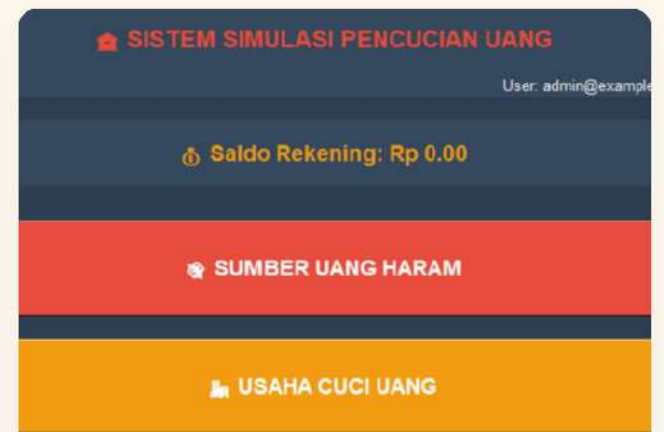 SISTEM SIMULASI PENCUCIAN UANG
User: admin@example
Saldo Rekening: Rp 0.00
SUMBER UANG HARAM
USAHA CUCI UANG